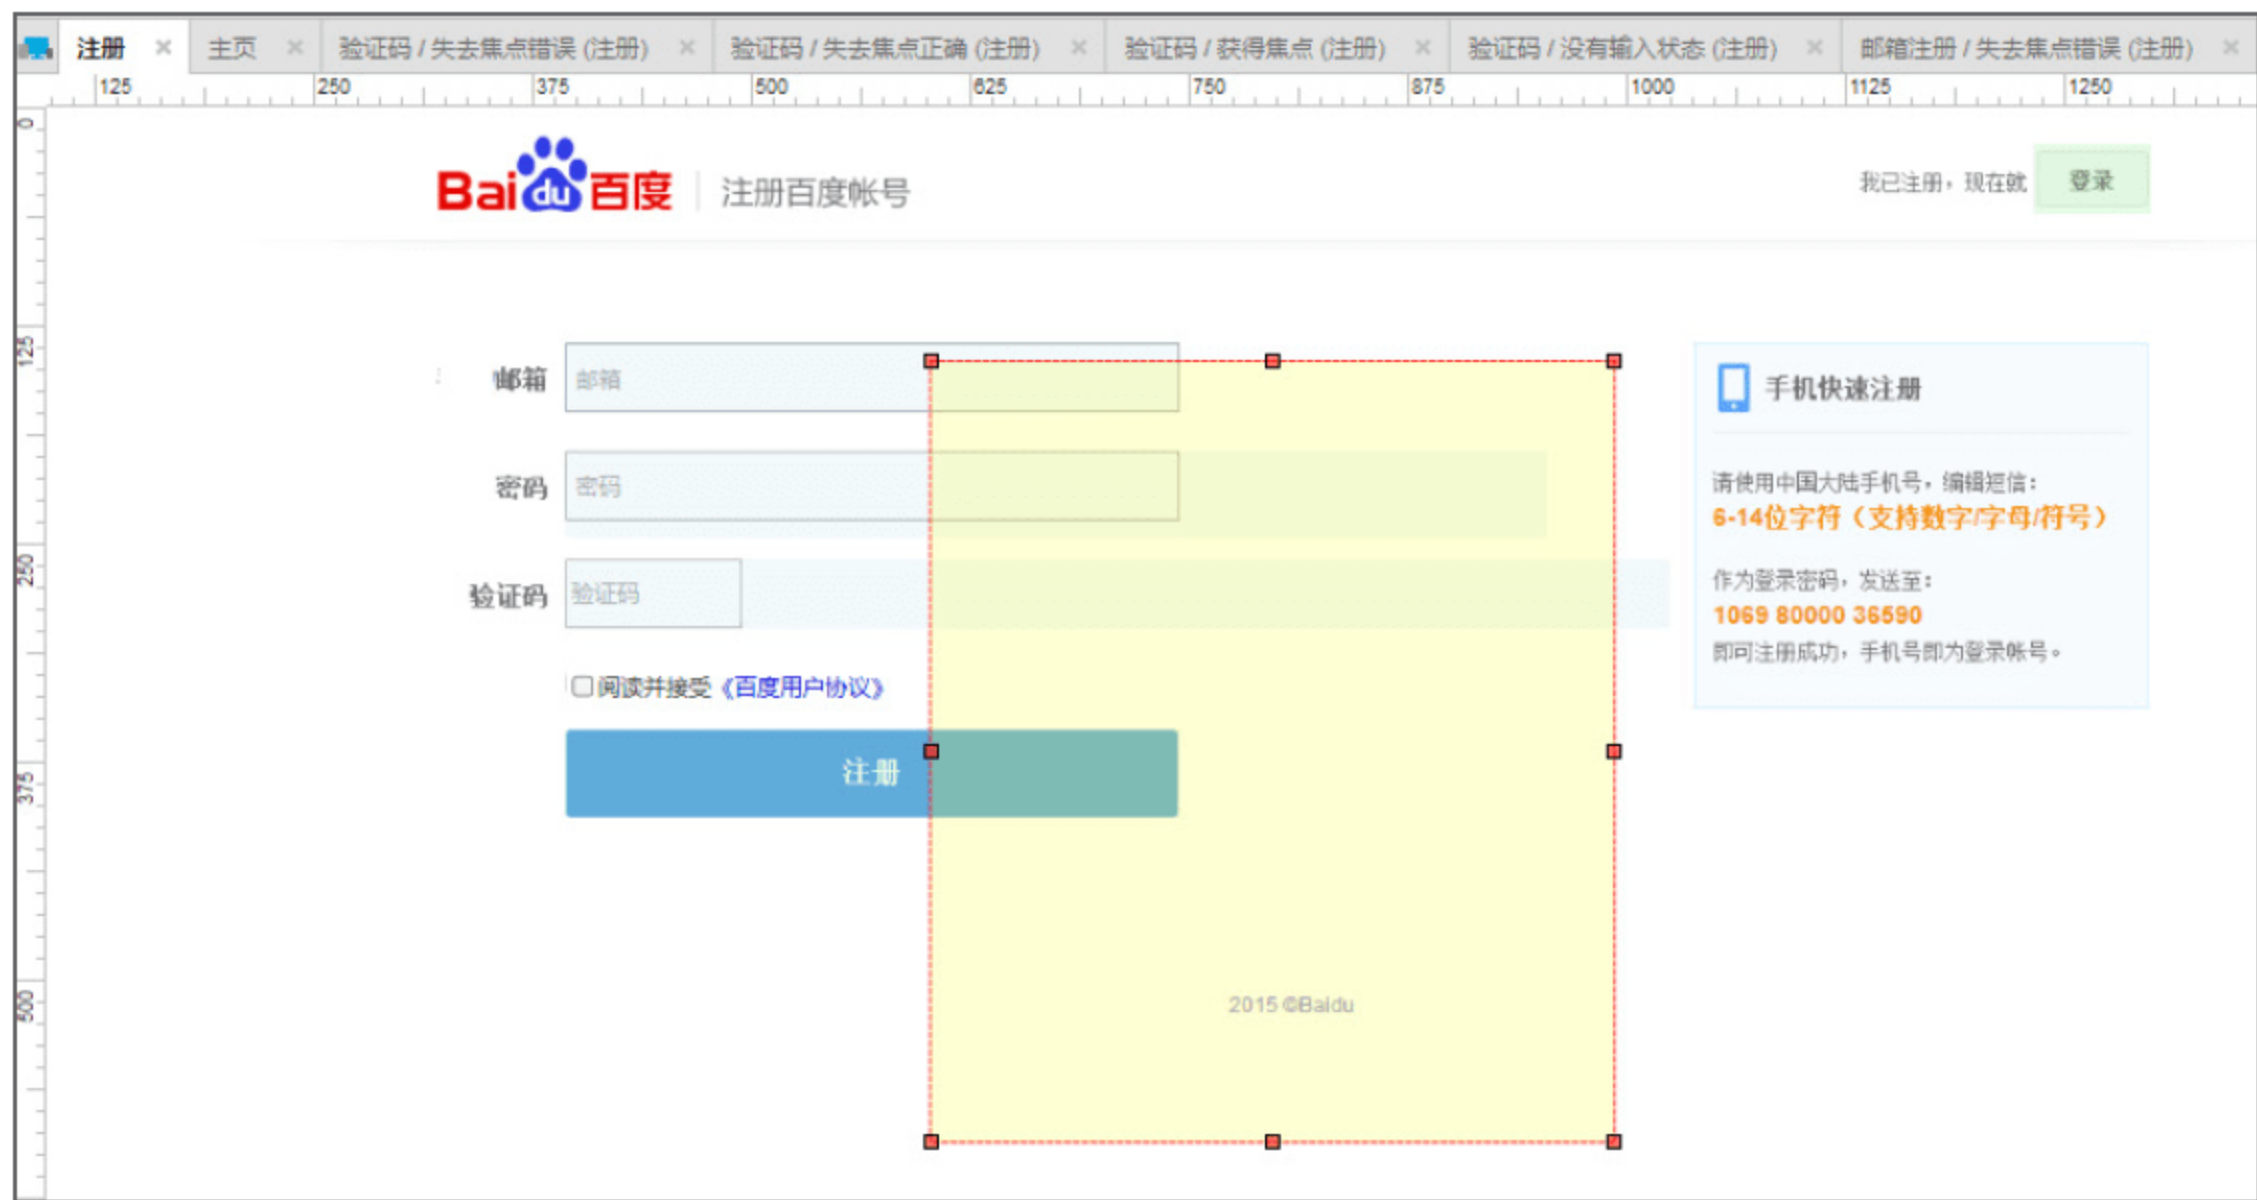 注册 主页 验证码 / 失去焦点错误 (注册) 验证码 / 失去焦点正确 (注册) 验证码 / 获得焦点 (注册) 验证码 / 没有输入状态 (注册) 邮箱注册 / 失去焦点错误 (注册)
125 250 375 500 625 750 875 1000 1125 1250
0
Baidu百度 注册百度帐号
我已注册，现在就 登录
125
邮箱 邮箱
密码 密码
250
验证码 验证码
阅读并接受《百度用户协议》
375
注册
500
2015 ©Baidu
手机快速注册
请使用中国大陆手机号，编辑短信：
6-14位字符（支持数字/字母/符号）
作为登录密码，发送至：
1069 80000 36590
即可注册成功，手机号即为登录帐号。